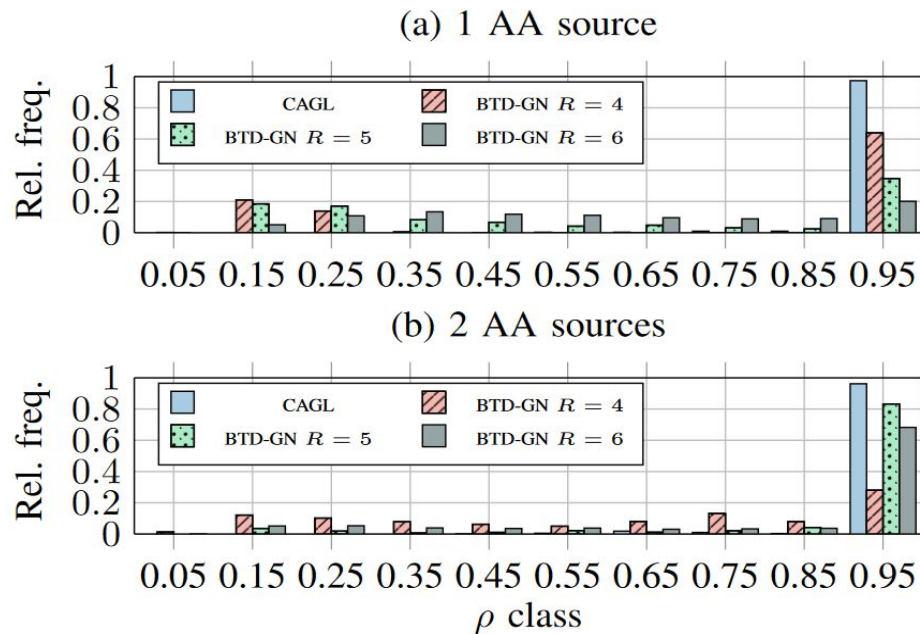 (a) 1 AA source
Rel. freq.
1
0.8
0.6
0.4
0.2
0
CAGL
BTD-GN R = 4
BTD-GN R = 5
BTD-GN R = 6
0.05 0.15 0.25 0.35 0.45 0.55 0.65 0.75 0.85 0.95
(b) 2 AA sources
Rel. freq.
1
0.8
0.6
0.4
0.2
0
CAGL
BTD-GN R = 4
BTD-GN R = 5
BTD-GN R = 6
0.05 0.15 0.25 0.35 0.45 0.55 0.65 0.75 0.85 0.95
ρ class